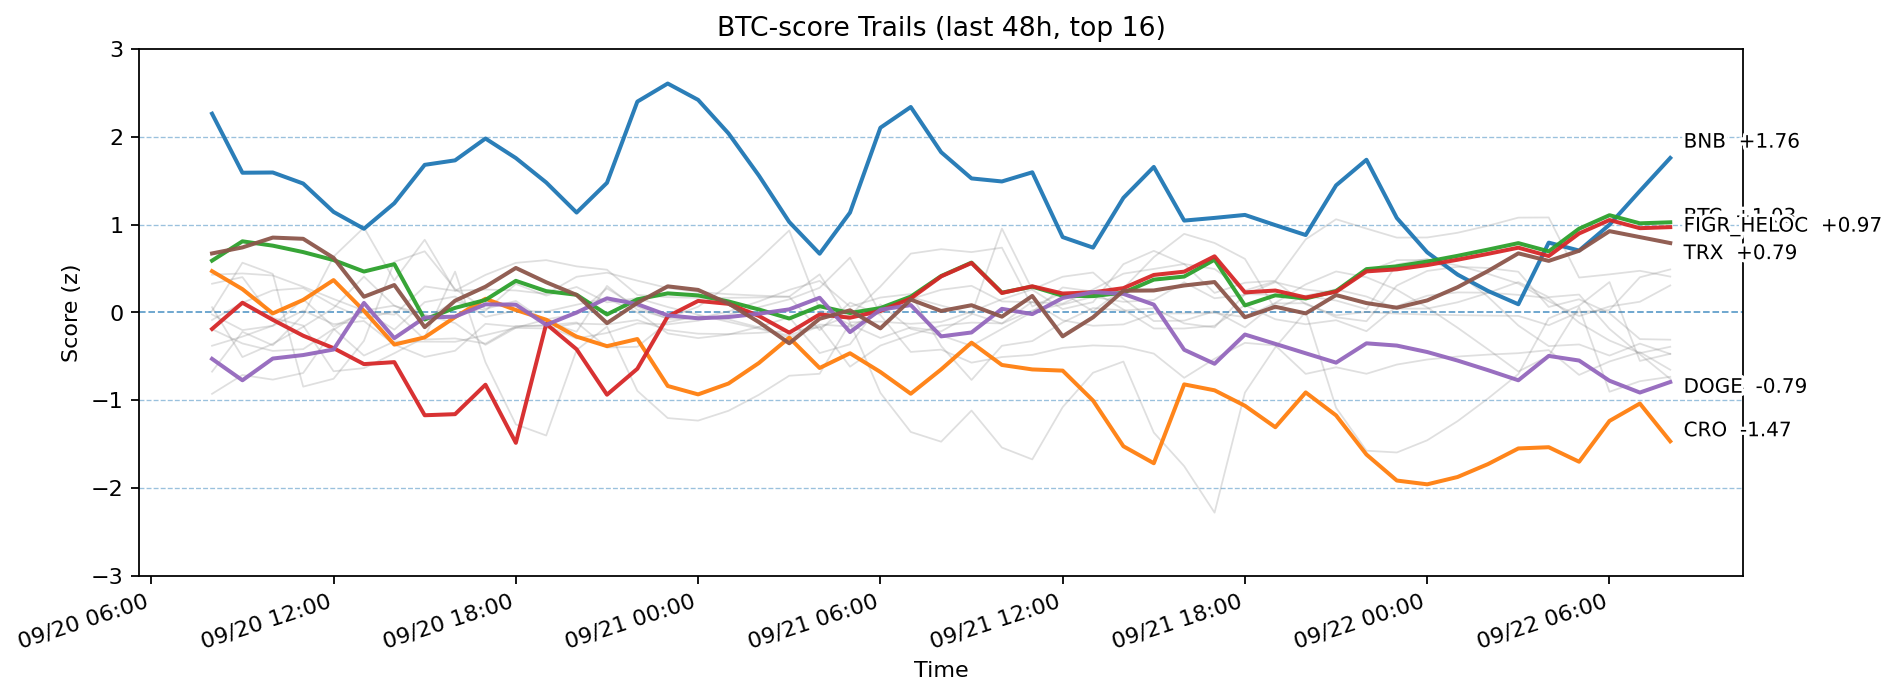 BTC-score Trails (last 48h, top 16)
Score (z)
3
2
1
0
−1
−2
−3
BNB +1.76
FIGR_HELOC +0.97
TRX +0.79
DOGE -0.79
CRO -1.47
09/20 06:00
09/20 12:00
09/20 18:00
09/21 00:00
09/21 06:00
09/21 12:00
09/21 18:00
09/22 00:00
09/22 06:00
Time